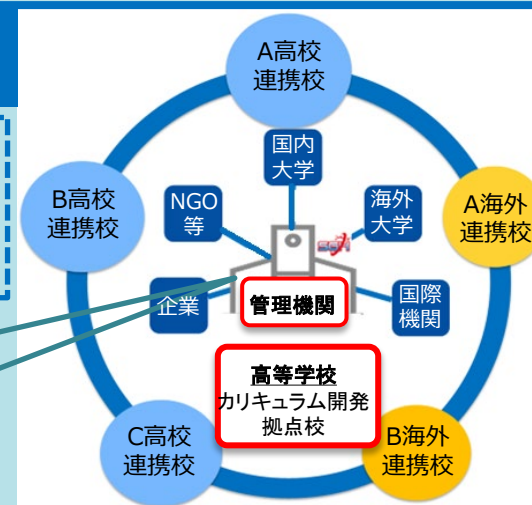 A高校
連携校
国内
大学
NGO
等
海外
大学
B高校
連携校
A海外
連携校
企業
管理機関
国際
機関
高等学校
カリキュラム開発
拠点校
C高校
連携校
B海外
連携校